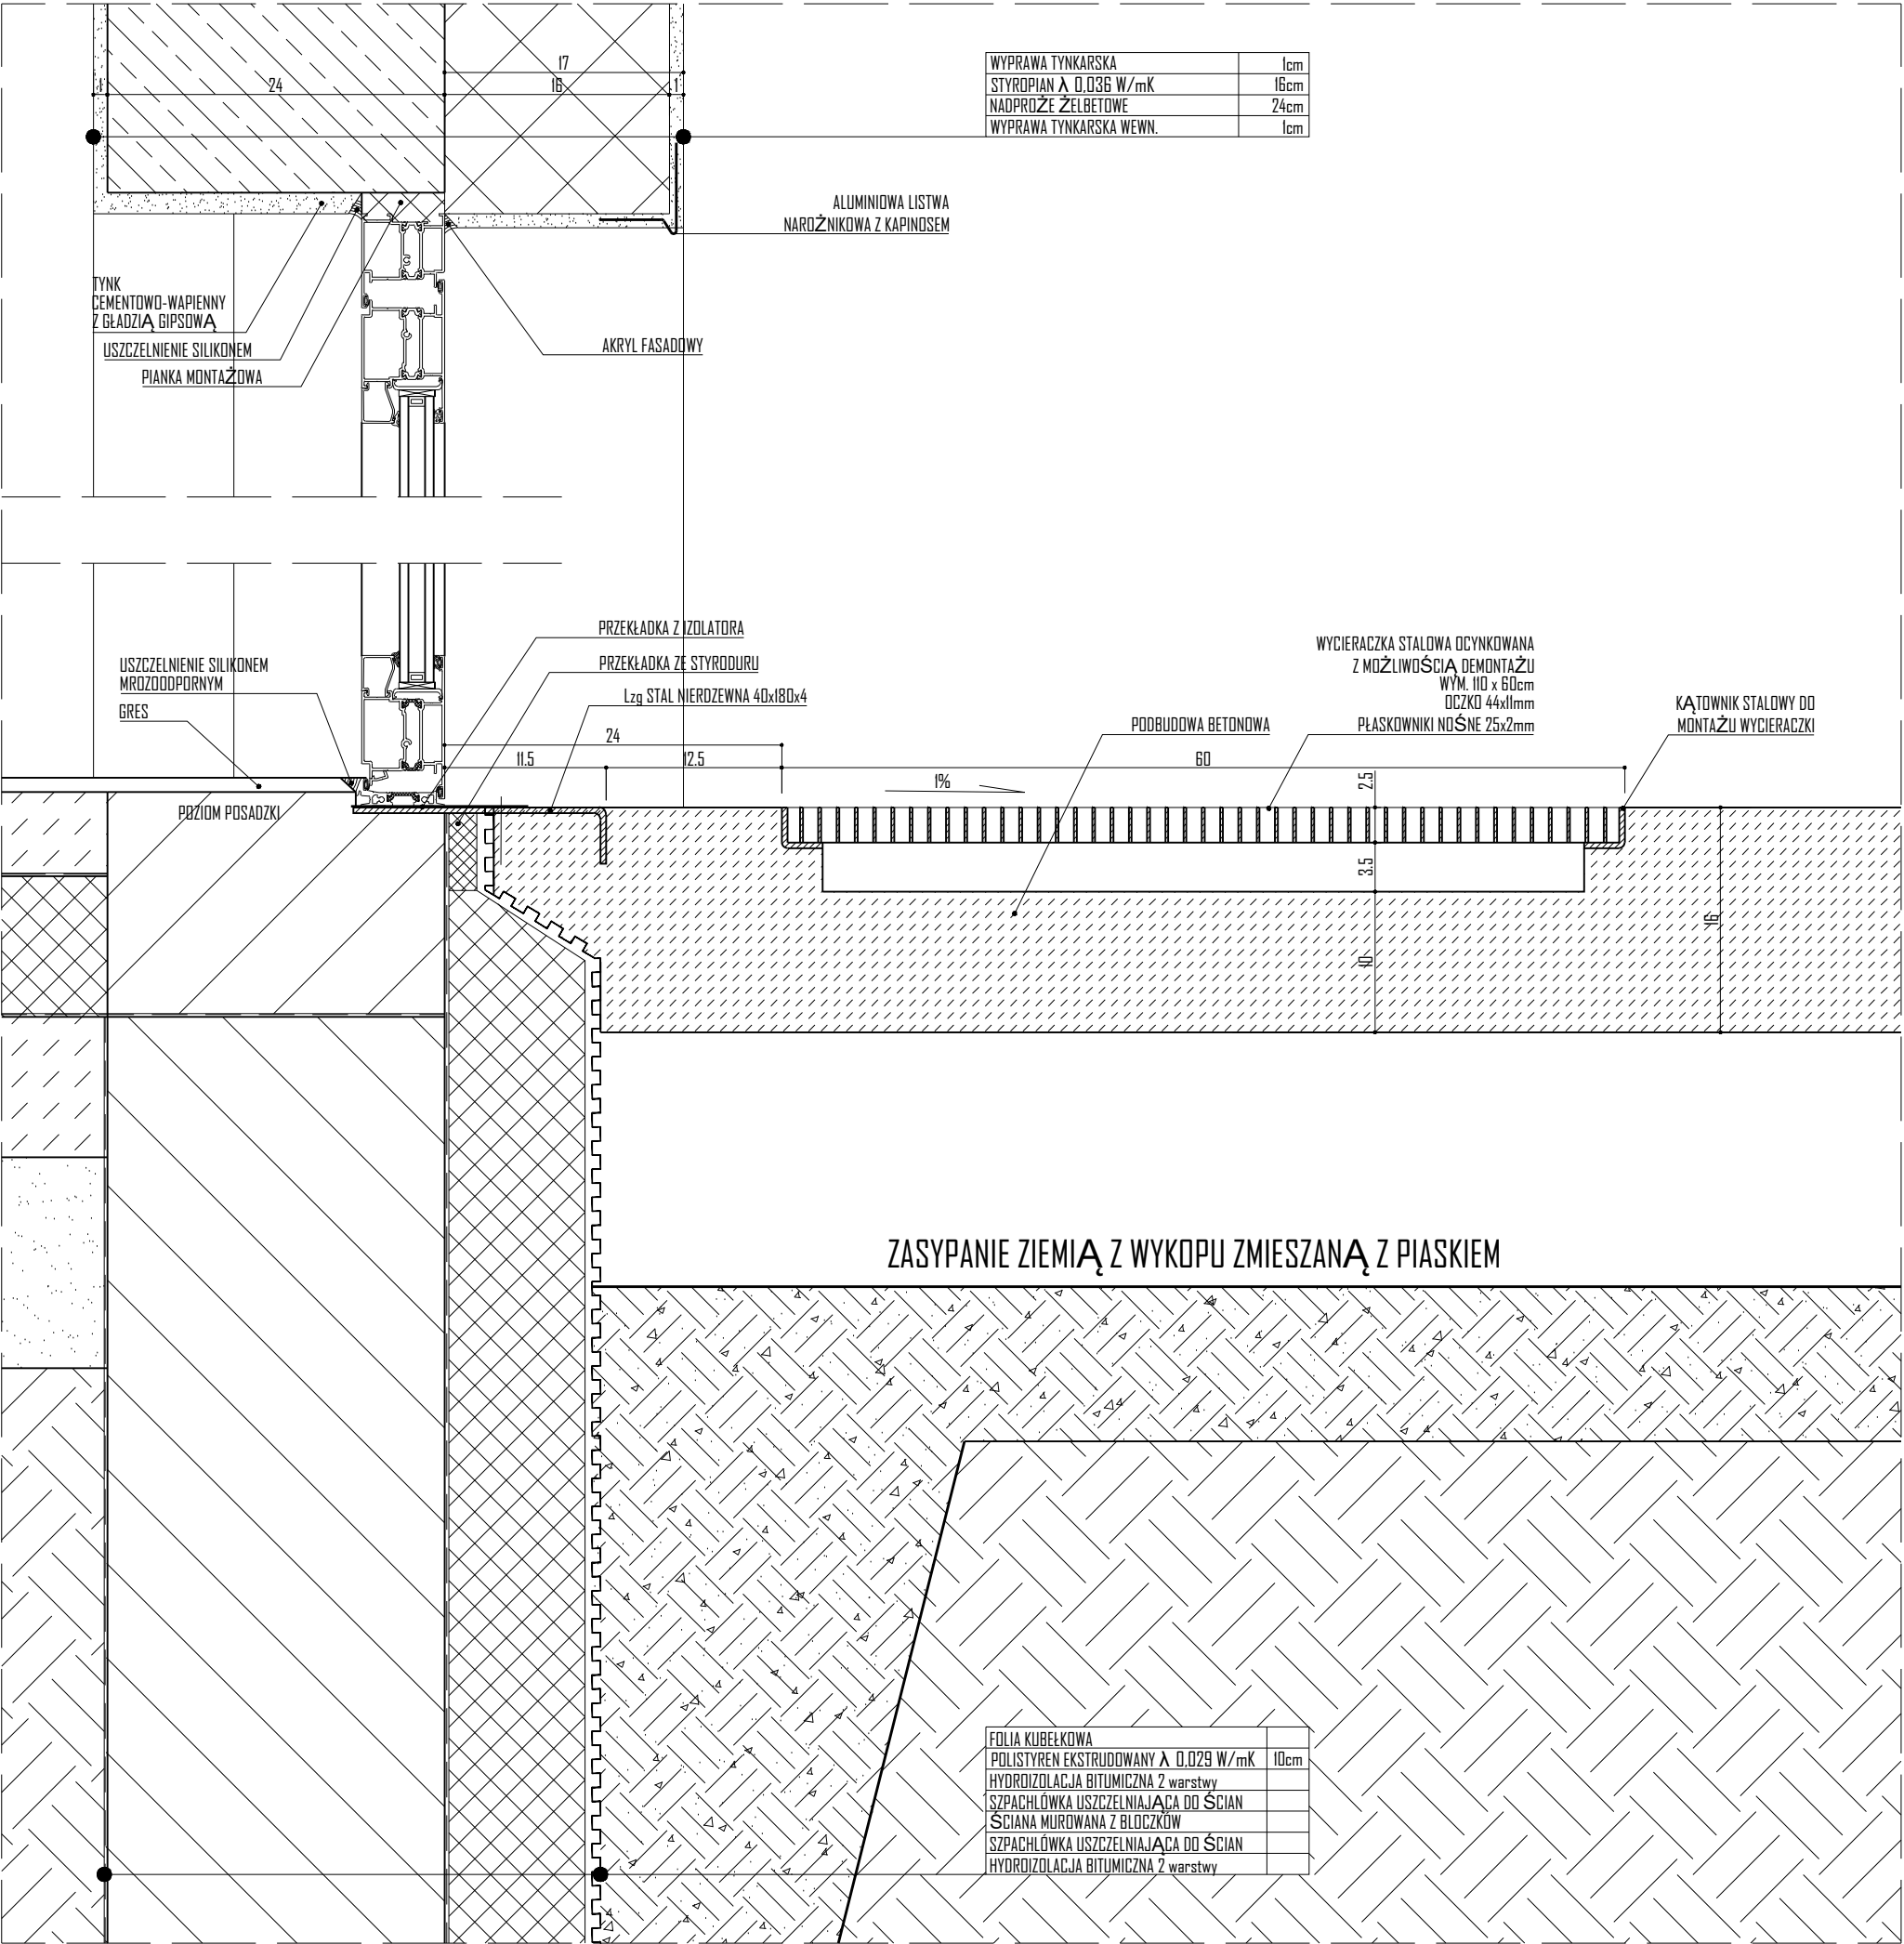 17
1
24
16
1
WYPRAWA TYNKARSKA 1cm
STYROPIAN λ 0,036 W/mK 16cm
NADPROŻE ŻELBETOWE 24cm
WYPRAWA TYNKARSKA WEWN. 1cm
ALUMINIOWA LISTWA
NAROŻNIKOWA Z KAPINOSEM
TYNK
CEMENTOWO-WAPIENNY
Z GŁADZIĄ GIPSOWĄ
USZCZELNIENIE SILIKONEM
PIANKA MONTAŻOWA
AKRYL FASADOWY
PRZEKŁADKA Z IZOLATORA
PRZEKŁADKA ZE STYRODURU
Lzg STAL NIERDZEWNA 40x180x4
USZCZELNIENIE SILIKONEM
MROZOODPORNYM
GRES
POZIOM POSADZKI
WYCIERACZKA STALOWA OCYNKOWANA
Z MOŻLIWOŚCIĄ DEMONTAŻU
WYM. 110 x 60cm
OCZKO 44x11mm
PŁASKOWNIKI NOŚNE 25x2mm
PODBUDOWA BETONOWA
KĄTOWNIK STALOWY DO
MONTAŻU WYCIERACZKI
24
11.5
12.5
60
1%
2.5
3.5
10
16
ZASYPANIE ZIEMIĄ Z WYKOPU ZMIESZANĄ Z PIASKIEM
FOLIA KUBEŁKOWA
POLISTYREN EKSTRUDOWANY λ 0,029 W/mK 10cm
HYDROIZOLACJA BITUMICZNA 2 warstwy
SZPACHLÓWKA USZCZELNIAJĄCA DO ŚCIAN
ŚCIANA MUROWANA Z BLOCZKÓW
SZPACHLÓWKA USZCZELNIAJĄCA DO ŚCIAN
HYDROIZOLACJA BITUMICZNA 2 warstwy